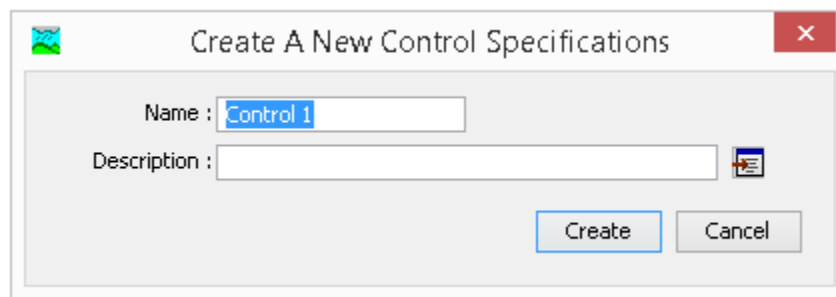 Create A New Control Specifications
Name : Control 1
Description :
Create Cancel